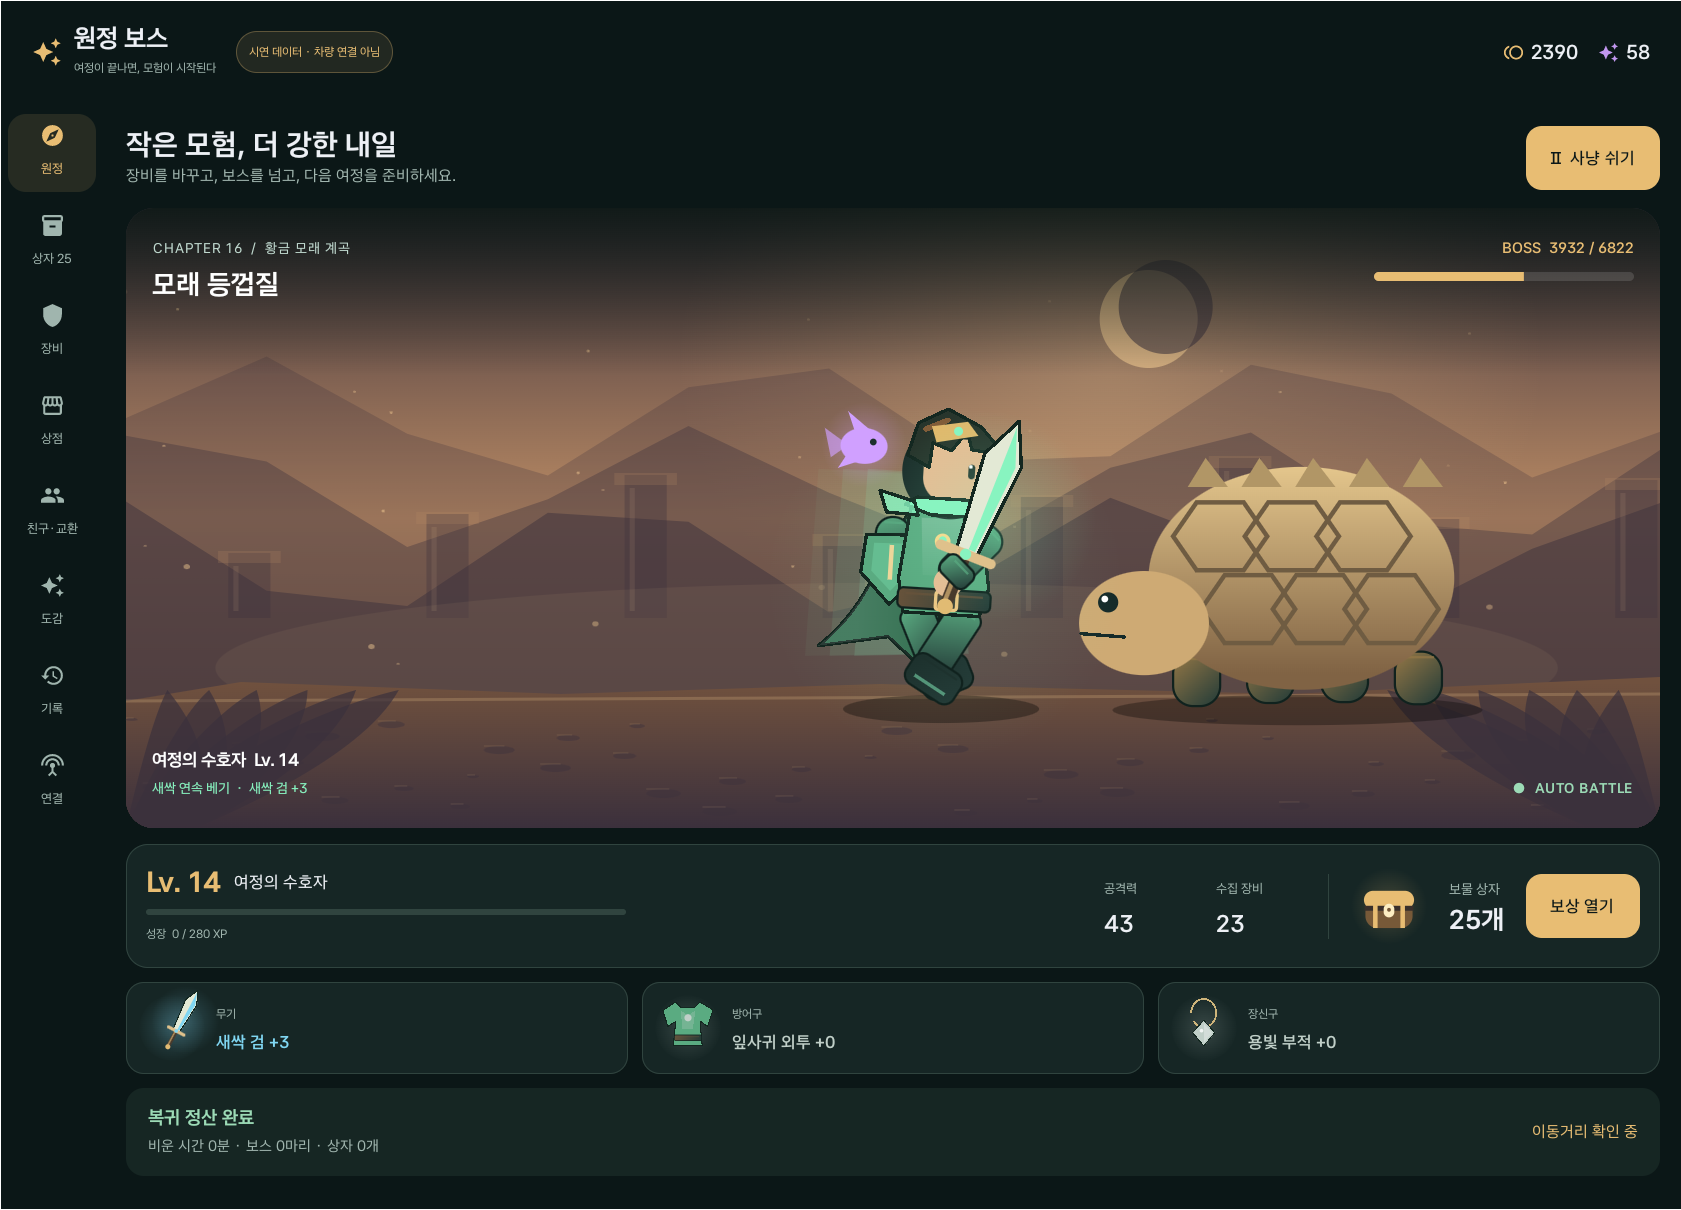 원정 보스
여정이 끝나면, 모험이 시작된다
시연 데이터 · 차량 연결 아님
2390
58
원정
상자 25
장비
상점
친구·교환
도감
기록
연결
작은 모험, 더 강한 내일
장비를 바꾸고, 보스를 넘고, 다음 여정을 준비하세요.
사냥 쉬기
CHAPTER 16 / 황금 모래 계곡
모래 등껍질
BOSS 3932 / 6822
여정의 수호자 Lv. 14
새싹 연속 베기 · 새싹 검 +3
AUTO BATTLE
Lv. 14 여정의 수호자
성장 0 / 280 XP
공격력
43
수집 장비
23
보물 상자
25개
보상 열기
무기
새싹 검 +3
방어구
잎사귀 외투 +0
장신구
용빛 부적 +0
복귀 정산 완료
비운 시간 0분 · 보스 0마리 · 상자 0개
이동거리 확인 중